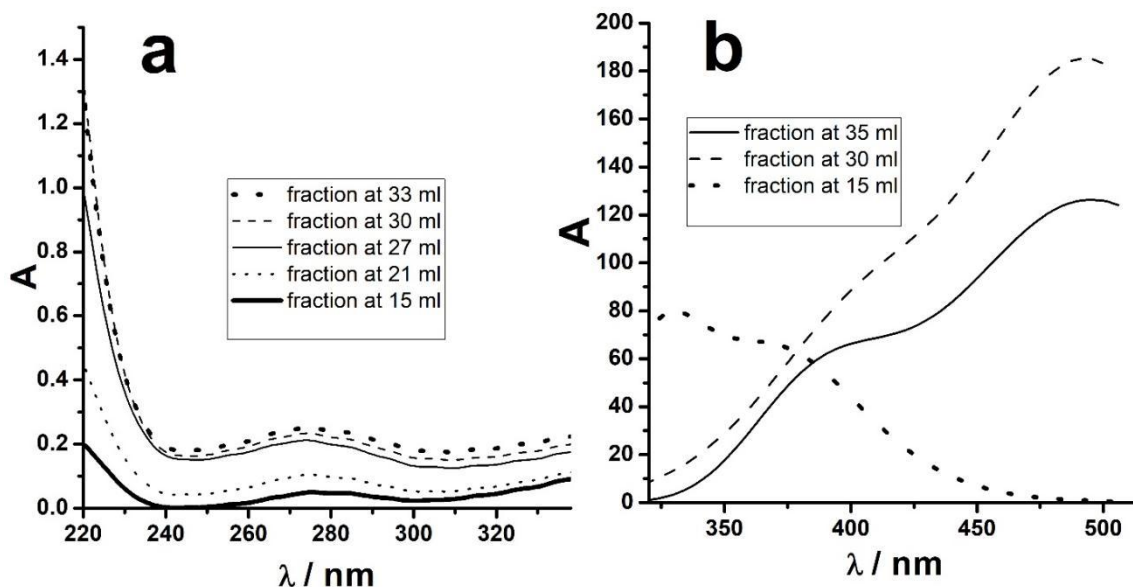 a
1.4
1.2
1.0
0.8
0.6
0.4
0.2
0.0
A
fraction at 33 ml
fraction at 30 ml
fraction at 27 ml
fraction at 21 ml
fraction at 15 ml
220 240 260 280 300 320
λ / nm
b
200
180
160
140
120
100
80
60
40
20
0
A
fraction at 35 ml
fraction at 30 ml
fraction at 15 ml
350 400 450 500
λ / nm